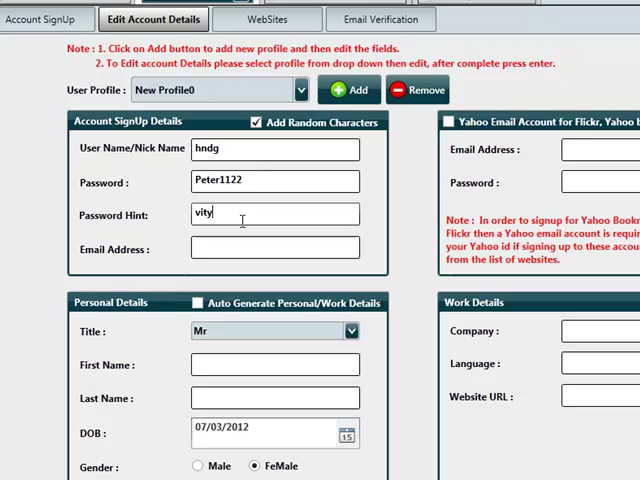 Account SignUp Edit Account Details WebSites Email Verification
Note : 1. Click on Add button to add new profile and then edit the fields.
2. To Edit account Details please select profile from drop down then edit, after complete press enter.
User Profile : New Profile0 Add Remove
Account SignUp Details Add Random Characters
User Name/Nick Name hndg
Password : Peter1122
Password Hint: vity
Email Address :
Yahoo Email Account for Flickr, Yahoo b
Email Address :
Password :
Note : In order to signup for Yahoo Bookr
Flickr then a Yahoo email account is requir
your Yahoo id if signing up to these accou
from the list of websites.
Personal Details Auto Generate Personal/Work Details
Title : Mr
First Name :
Last Name :
DOB : 07/03/2012 15
Gender : Male FeMale
Work Details
Company :
Language :
Website URL :